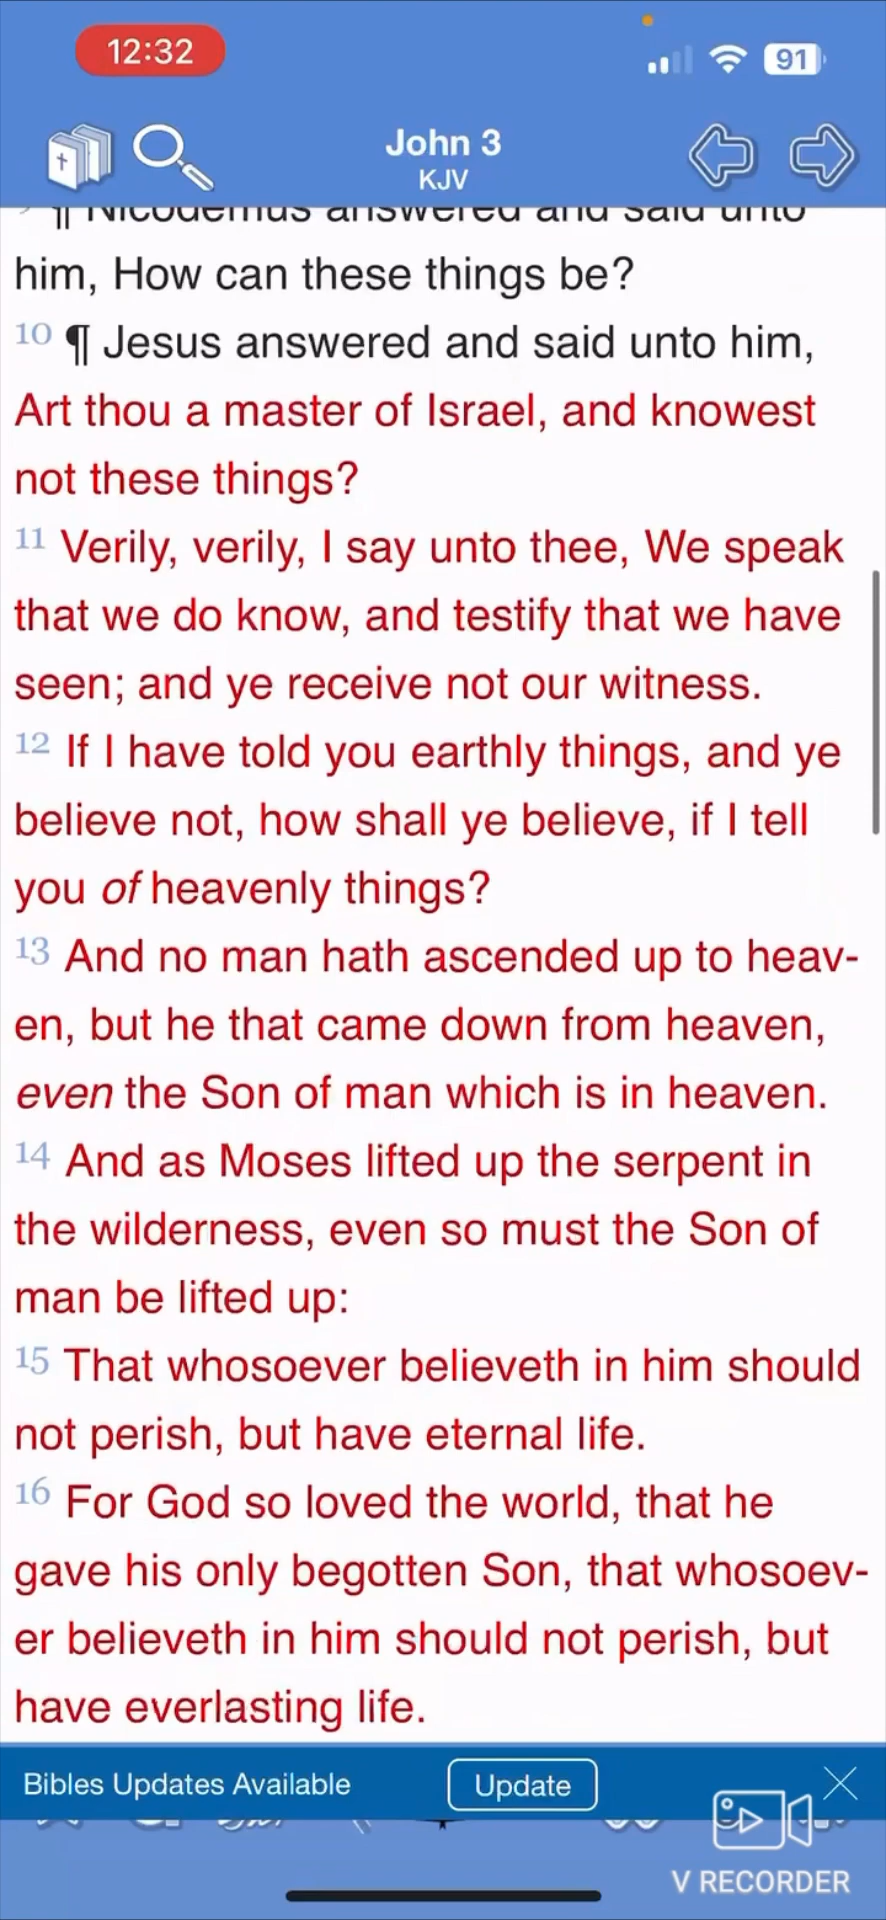 12:32
91
John 3
KJV
¶ Nicodemus answered and said unto
him, How can these things be?
10 ¶ Jesus answered and said unto him,
Art thou a master of Israel, and knowest
not these things?
11 Verily, verily, I say unto thee, We speak
that we do know, and testify that we have
seen; and ye receive not our witness.
12 If I have told you earthly things, and ye
believe not, how shall ye believe, if I tell
you of heavenly things?
13 And no man hath ascended up to heav-
en, but he that came down from heaven,
even the Son of man which is in heaven.
14 And as Moses lifted up the serpent in
the wilderness, even so must the Son of
man be lifted up:
15 That whosoever believeth in him should
not perish, but have eternal life.
16 For God so loved the world, that he
gave his only begotten Son, that whosoev-
er believeth in him should not perish, but
have everlasting life.
Bibles Updates Available
Update
V RECORDER